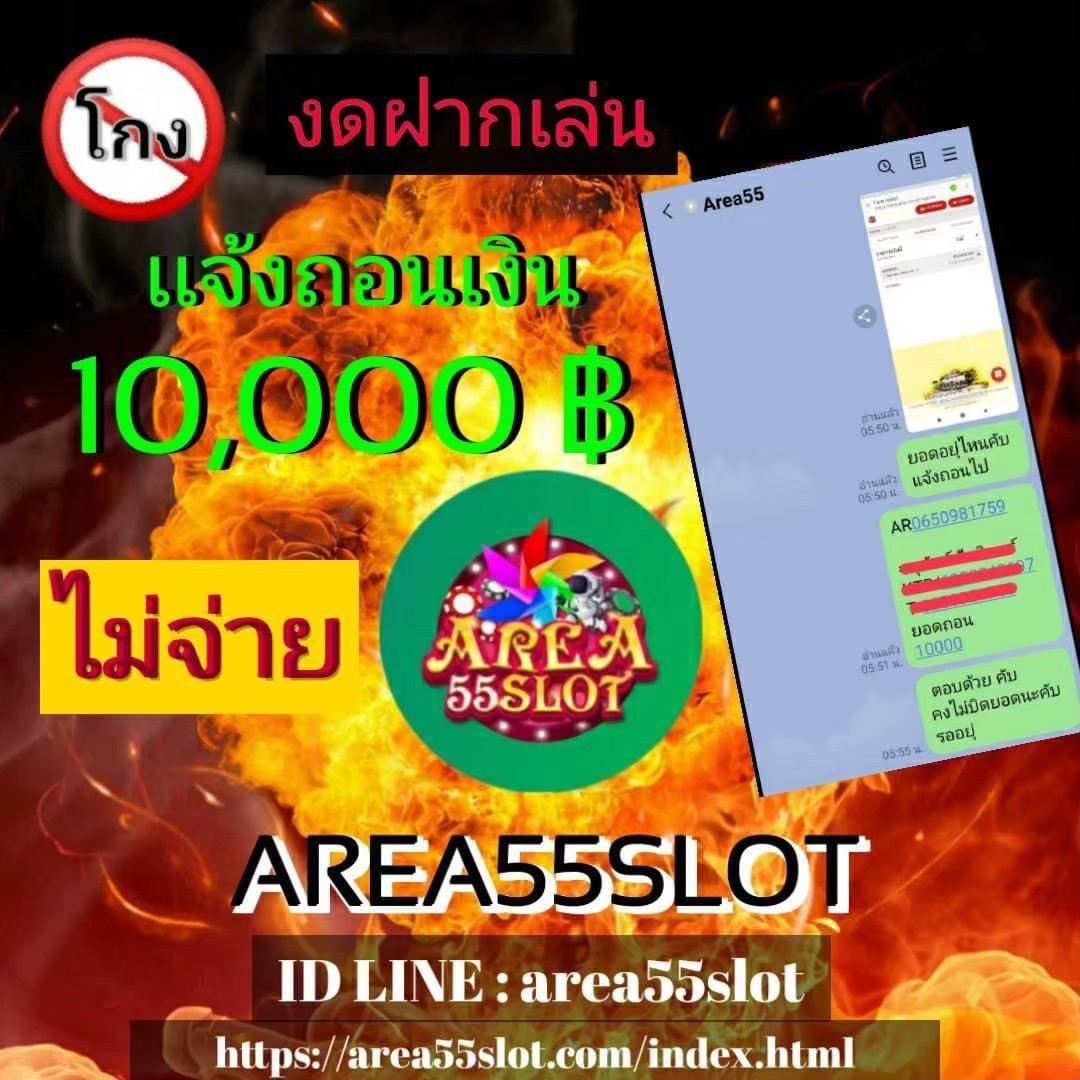 โกง
งดฝากเล่น
แจ้งถอนเงิน
10,000 ฿
ไม่จ่าย
AREA
55SLOT
Area55
อ่านแล้ว
05:50 น.
ยอดอยุ่ไหนคับ
แจ้งถอนไป
อ่านแล้ว
05:50 น.
AR0650981759
ยอดถอน
10000
อ่านแล้ว
05:51 น.
ตอบด้วย คับ
คงไม่บิดยอดนะคับ
รออยุ่
05:55 น.
AREA55SLOT
ID LINE : area55slot
https://area55slot.com/index.html